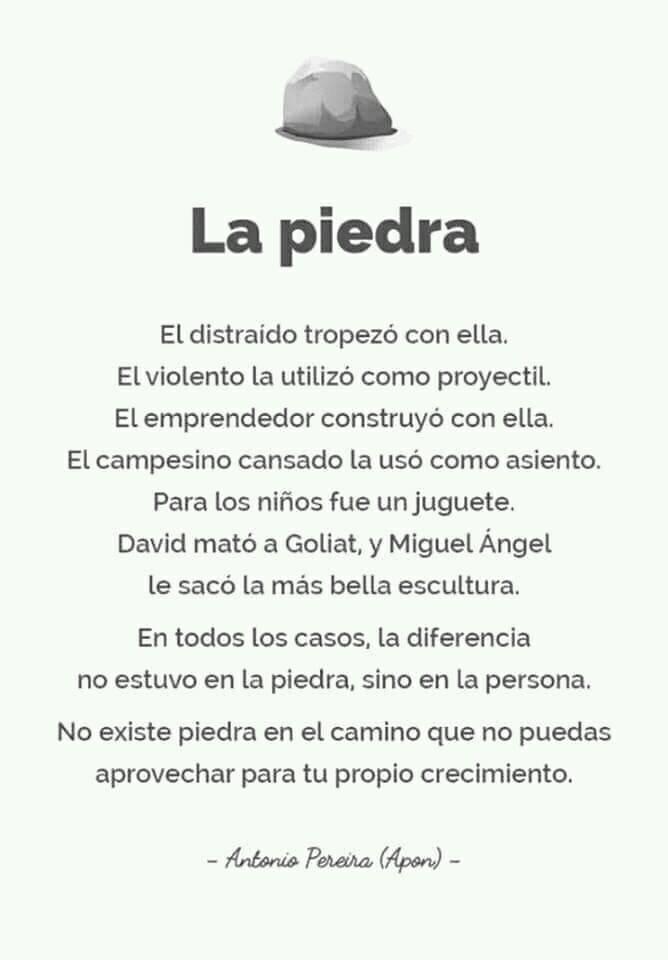 La piedra
El distraído tropezó con ella.
El violento la utilizó como proyectil.
El emprendedor construyó con ella.
El campesino cansado la usó como asiento.
Para los niños fue un juguete.
David mató a Goliat, y Miguel Ángel
le sacó la más bella escultura.
En todos los casos, la diferencia
no estuvo en la piedra, sino en la persona.
No existe piedra en el camino que no puedas
aprovechar para tu propio crecimiento.
– Antonio Pereira (Apon) –